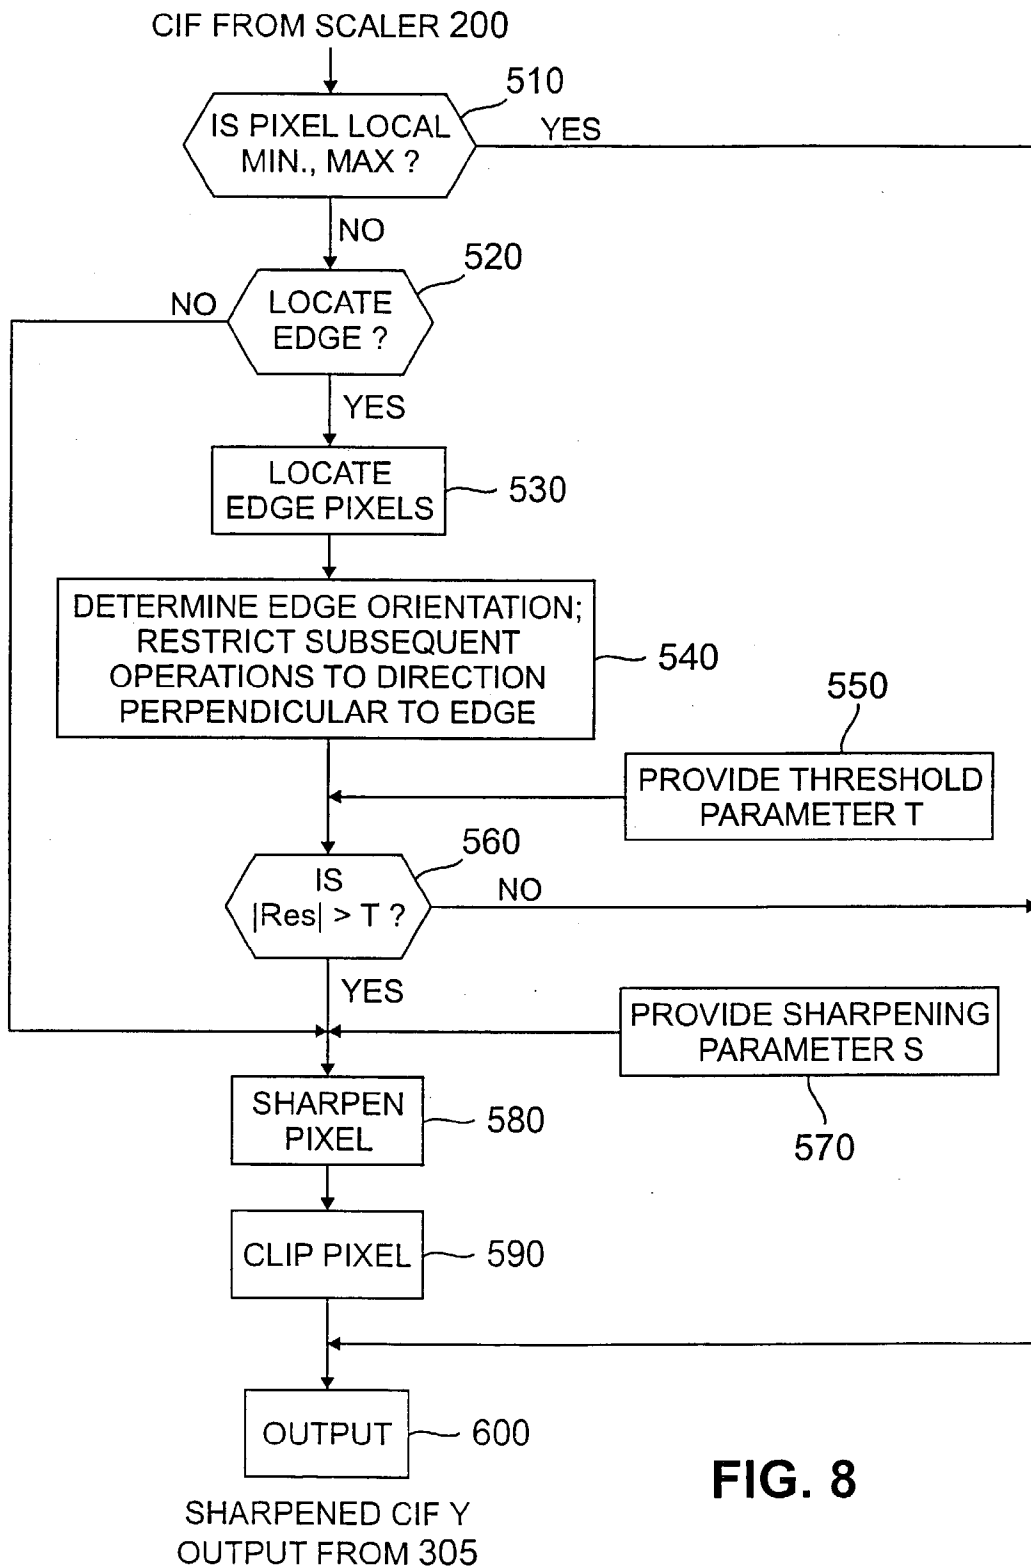 CIF FROM SCALER 200
510
IS PIXEL LOCAL
MIN., MAX ?
YES
NO
520
LOCATE
EDGE ?
NO
YES
LOCATE
EDGE PIXELS
530
DETERMINE EDGE ORIENTATION;
RESTRICT SUBSEQUENT
OPERATIONS TO DIRECTION
PERPENDICULAR TO EDGE
540
550
PROVIDE THRESHOLD
PARAMETER T
560
IS
|Res| > T ?
NO
YES
PROVIDE SHARPENING
PARAMETER S
570
SHARPEN
PIXEL
580
CLIP PIXEL
590
OUTPUT
600
SHARPENED CIF Y
OUTPUT FROM 305
FIG. 8